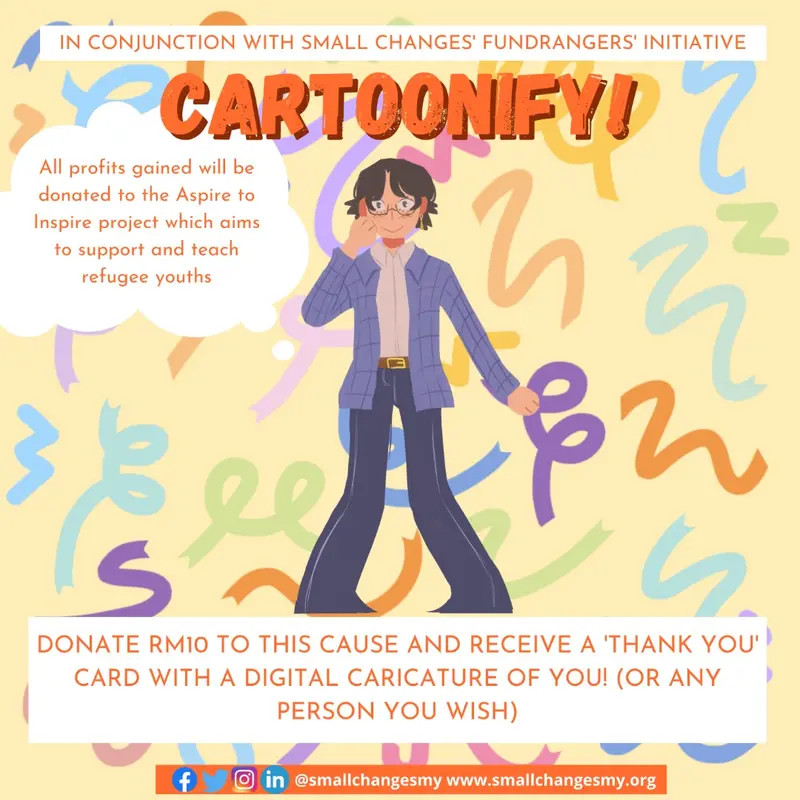 IN CONJUNCTION WITH SMALL CHANGES' FUNDRANGERS' INITIATIVE
CARTOONIFY!
All profits gained will be
donated to the Aspire to
Inspire project which aims
to support and teach
refugee youths
DONATE RM10 TO THIS CAUSE AND RECEIVE A 'THANK YOU'
CARD WITH A DIGITAL CARICATURE OF YOU! (OR ANY
PERSON YOU WISH)
@smallchangesmy www.smallchangesmy.org